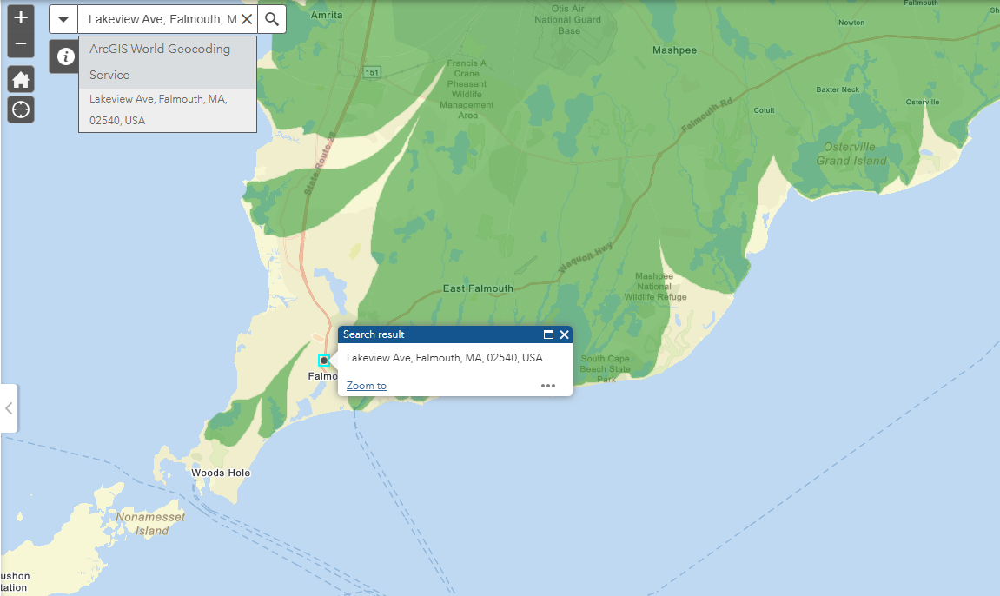 Lakeview Ave, Falmouth, M
ArcGIS World Geocoding
Service
Lakeview Ave, Falmouth, MA,
02540, USA
Amrita
Otis Air
National Guard
Base
Falmouth
Newton
Mashpee
151
Francis A
Crane
Pheasant
Wildlife
Management
Area
Baxter Neck
Osterville
Cotuit
Falmouth Rd
State Route 28
Osterville
Grand Island
Waquoit Hwy
East Falmouth
Mashpee
National
Wildlife Refuge
Search result
Lakeview Ave, Falmouth, MA, 02540, USA
Zoom to
South Cape
Beach State
Park
Falmo
Woods Hole
Nonamesset
Island
ushon
tation